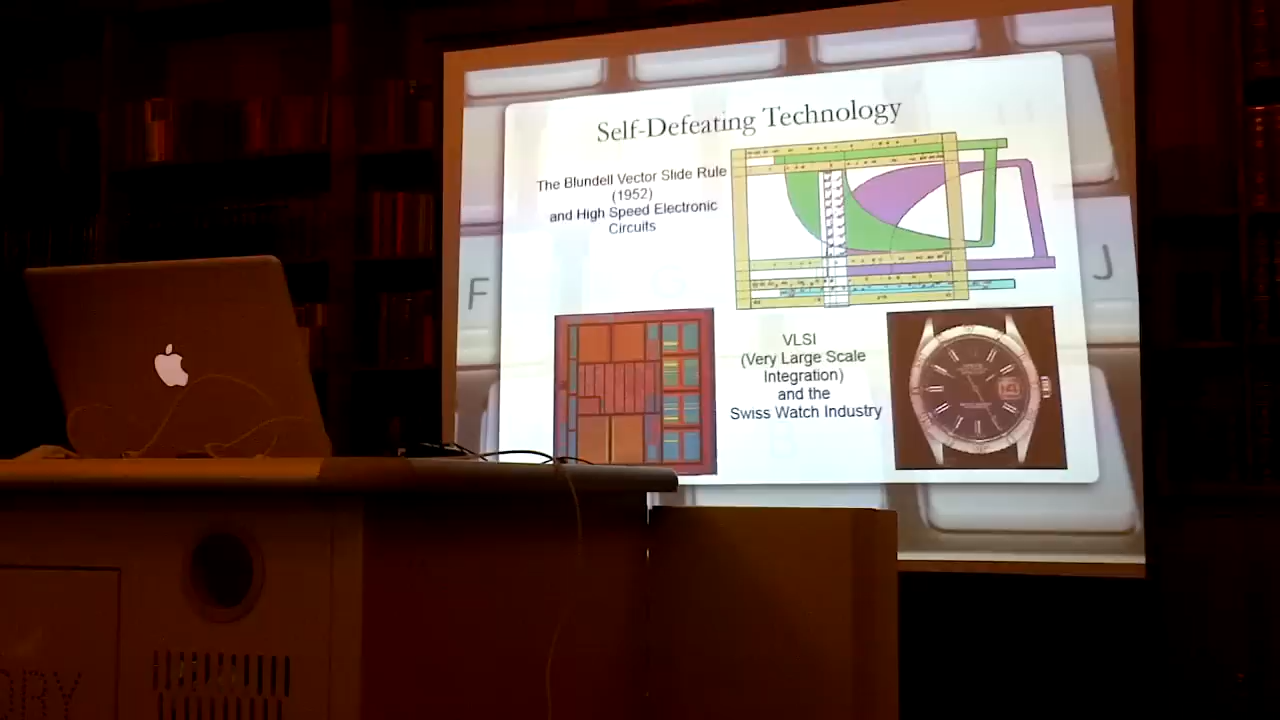 Self-Defeating Technology
The Blundell Vector Slide Rule
(1952)
and High Speed Electronic
Circuits
F
J
VLSI
(Very Large Scale
Integration)
and the
Swiss Watch Industry